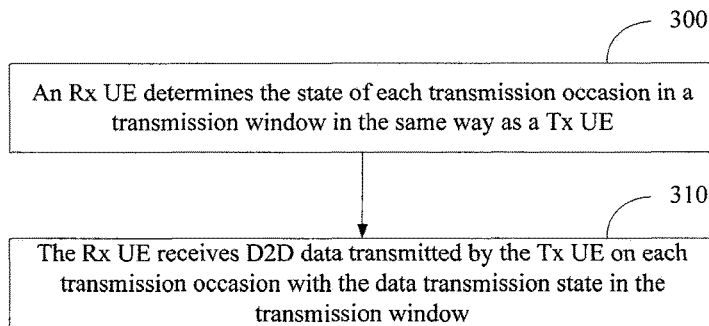 300
An Rx UE determines the state of each transmission occasion in a
transmission window in the same way as a Tx UE
310
The Rx UE receives D2D data transmitted by the Tx UE on each
transmission occasion with the data transmission state in the
transmission window